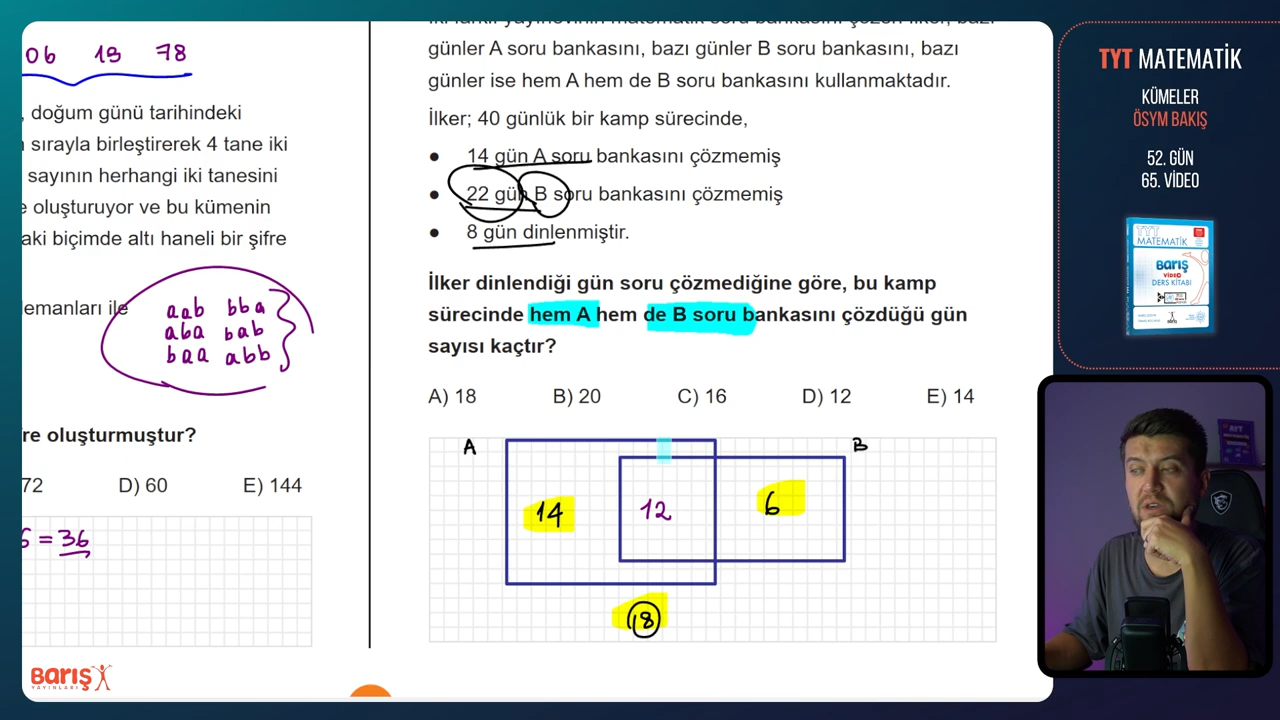 06 18 78
, doğum günü tarihindeki
sırayla birleştirerek 4 tane iki
sayının herhangi iki tanesini
oluşturuyor ve bu kümenin
aki biçimde altı haneli bir şifre
lemanları ile
aab bba
aba bab
baa abb
re oluşturmuştur?
72 D) 60 E) 144
6 = 36
BARIŞ
YAYINLARI
günler A soru bankasını, bazı günler B soru bankasını, bazı
günler ise hem A hem de B soru bankasını kullanmaktadır.
İlker; 40 günlük bir kamp sürecinde,
● 14 gün A soru bankasını çözmemiş
● 22 gün B soru bankasını çözmemiş
● 8 gün dinlenmiştir.
İlker dinlendiği gün soru çözmediğine göre, bu kamp
sürecinde hem A hem de B soru bankasını çözdüğü gün
sayısı kaçtır?
A) 18 B) 20 C) 16 D) 12 E) 14
A B
14 12 6
18
TYT MATEMATİK
KÜMELER
ÖSYM BAKIŞ
52. GÜN
65. VİDEO
TYT
MATEMATİK
BARIŞ
VİDEO
DERS KİTABI